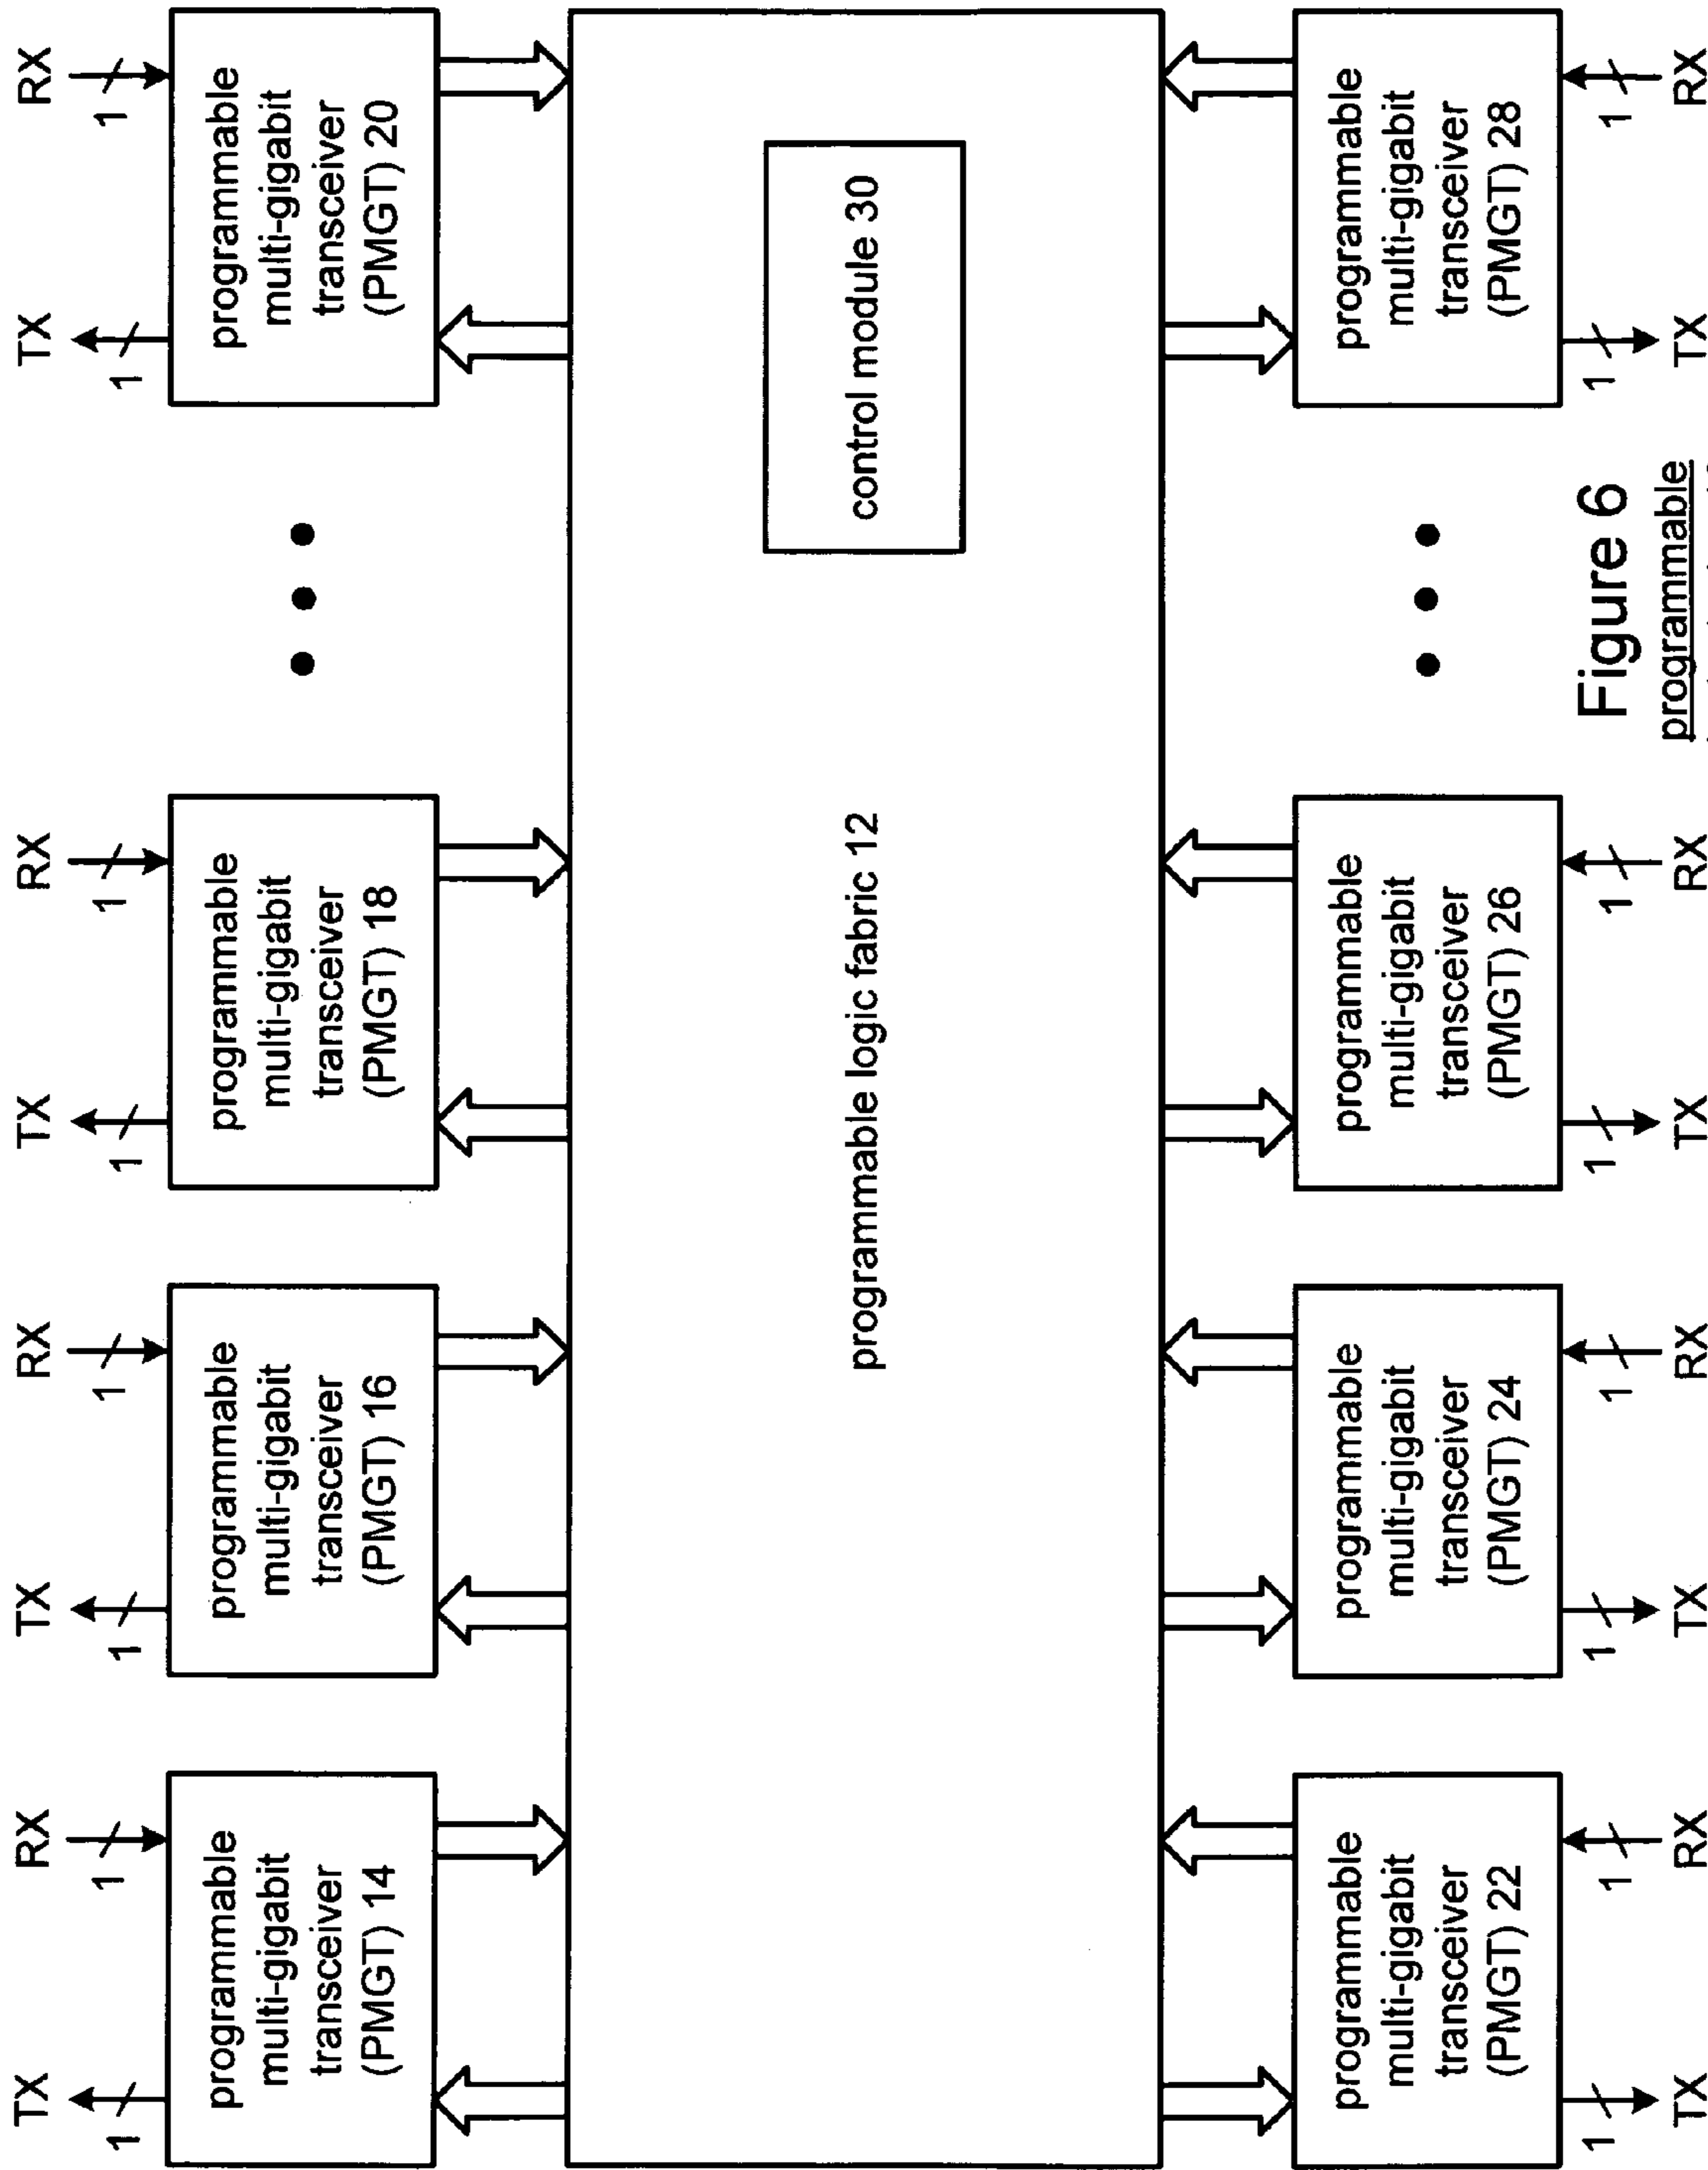 TX
RX
TX
RX
TX
RX
TX
RX
1
1
1
1
1
1
1
1
programmable
multi-gigabit
transceiver
(PMGT) 14
programmable
multi-gigabit
transceiver
(PMGT) 16
programmable
multi-gigabit
transceiver
(PMGT) 18
programmable
multi-gigabit
transceiver
(PMGT) 20
programmable logic fabric 12
control module 30
programmable
multi-gigabit
transceiver
(PMGT) 22
programmable
multi-gigabit
transceiver
(PMGT) 24
programmable
multi-gigabit
transceiver
(PMGT) 26
programmable
multi-gigabit
transceiver
(PMGT) 28
1
1
1
1
1
1
1
1
TX
RX
TX
RX
TX
RX
TX
RX
Figure 6
programmable